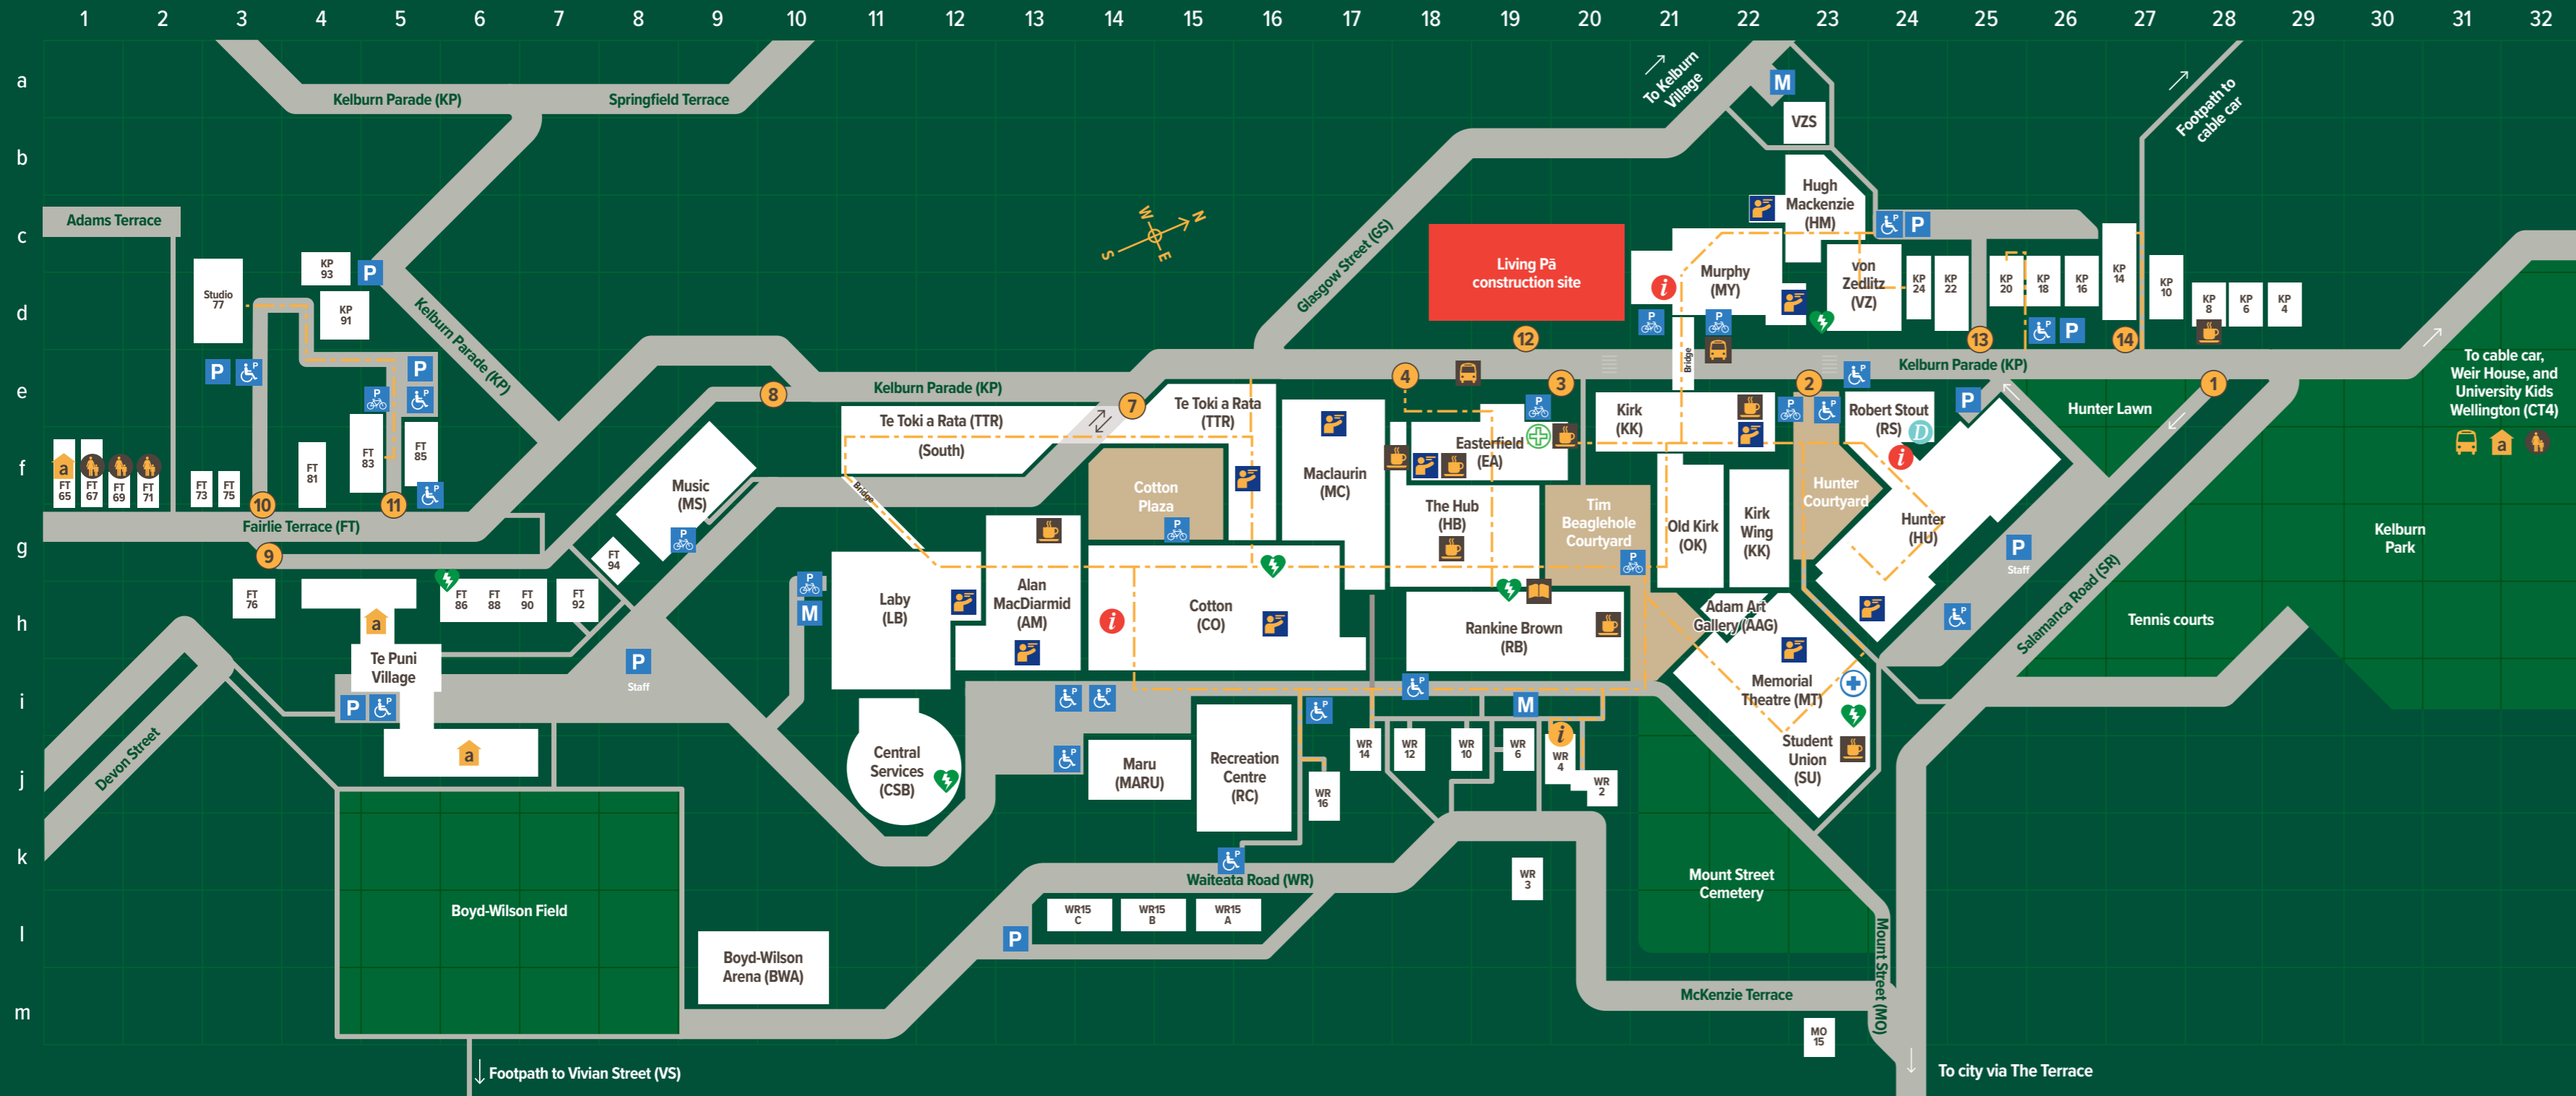 1 2 3 4 5 6 7 8 9 10 11 12 13 14 15 16 17 18 19 20 21 22 23 24 25 26 27 28 29 30 31 32
a
b
c
d
e
f
g
h
i
j
k
l
m
Kelburn Parade (KP)
Springfield Terrace
To Kelburn
Village
M
VZS
Footpath to
cable car
Adams Terrace
W
N
S
E
Hugh
Mackenzie
(HM)
P
P
Glasgow Street (GS)
Living Pā
construction site
i
Murphy
(MY)
von
Zedlitz
(VZ)
KP
24
KP
22
KP
20
KP
18
KP
16
KP
14
KP
10
KP
8
KP
6
KP
4
Studio
77
KP
93
P
KP
91
Kelburn Parade (KP)
P
P
12
Bridge
P
P
13
P
P
14
P
P
P
P
P
8
Kelburn Parade (KP)
7
4
3
2
P
Kelburn Parade (KP)
1
To cable car,
Weir House, and
University Kids
Wellington (CT4)
a
Te Toki a Rata (TTR)
(South)
Te Toki a Rata
(TTR)
Kirk
(KK)
P
P
P
Robert Stout
(RS)
D
P
Hunter Lawn
a
FT
65
FT
67
FT
69
FT
71
FT
73
FT
75
FT
81
FT
83
FT
85
P
10
11
Music
(MS)
P
Bridge
Cotton
Plaza
P
Maclaurin
(MC)
Easterfield
(EA)
The Hub
(HB)
Tim
Beaglehole
Courtyard
P
Old Kirk
(OK)
Kirk
Wing
(KK)
Hunter
Courtyard
i
Hunter
(HU)
P
Staff
P
Kelburn
Park
Fairlie Terrace (FT)
9
FT
76
FT
86
FT
88
FT
90
FT
92
FT
94
a
Te Puni
Village
P
P
a
P
Staff
P
M
Laby
(LB)
Alan
MacDiarmid
(AM)
i
Cotton
(CO)
Rankine Brown
(RB)
Adam Art
Gallery (AAG)
Memorial
Theatre (MT)
Student
Union
(SU)
Salamanca Road (SR)
Tennis courts
Devon Street
Central
Services
(CSB)
P
P
P
Maru
(MARU)
Recreation
Centre
(RC)
P
P
M
WR
16
WR
14
WR
12
WR
10
WR
6
i
WR
4
WR
2
P
Waiteata Road (WR)
WR
3
Mount Street
Cemetery
Boyd-Wilson Field
Boyd-Wilson
Arena (BWA)
WR15
C
WR15
B
WR15
A
P
McKenzie Terrace
Mount Street (MO)
MO
15
Footpath to Vivian Street (VS)
To city via The Terrace